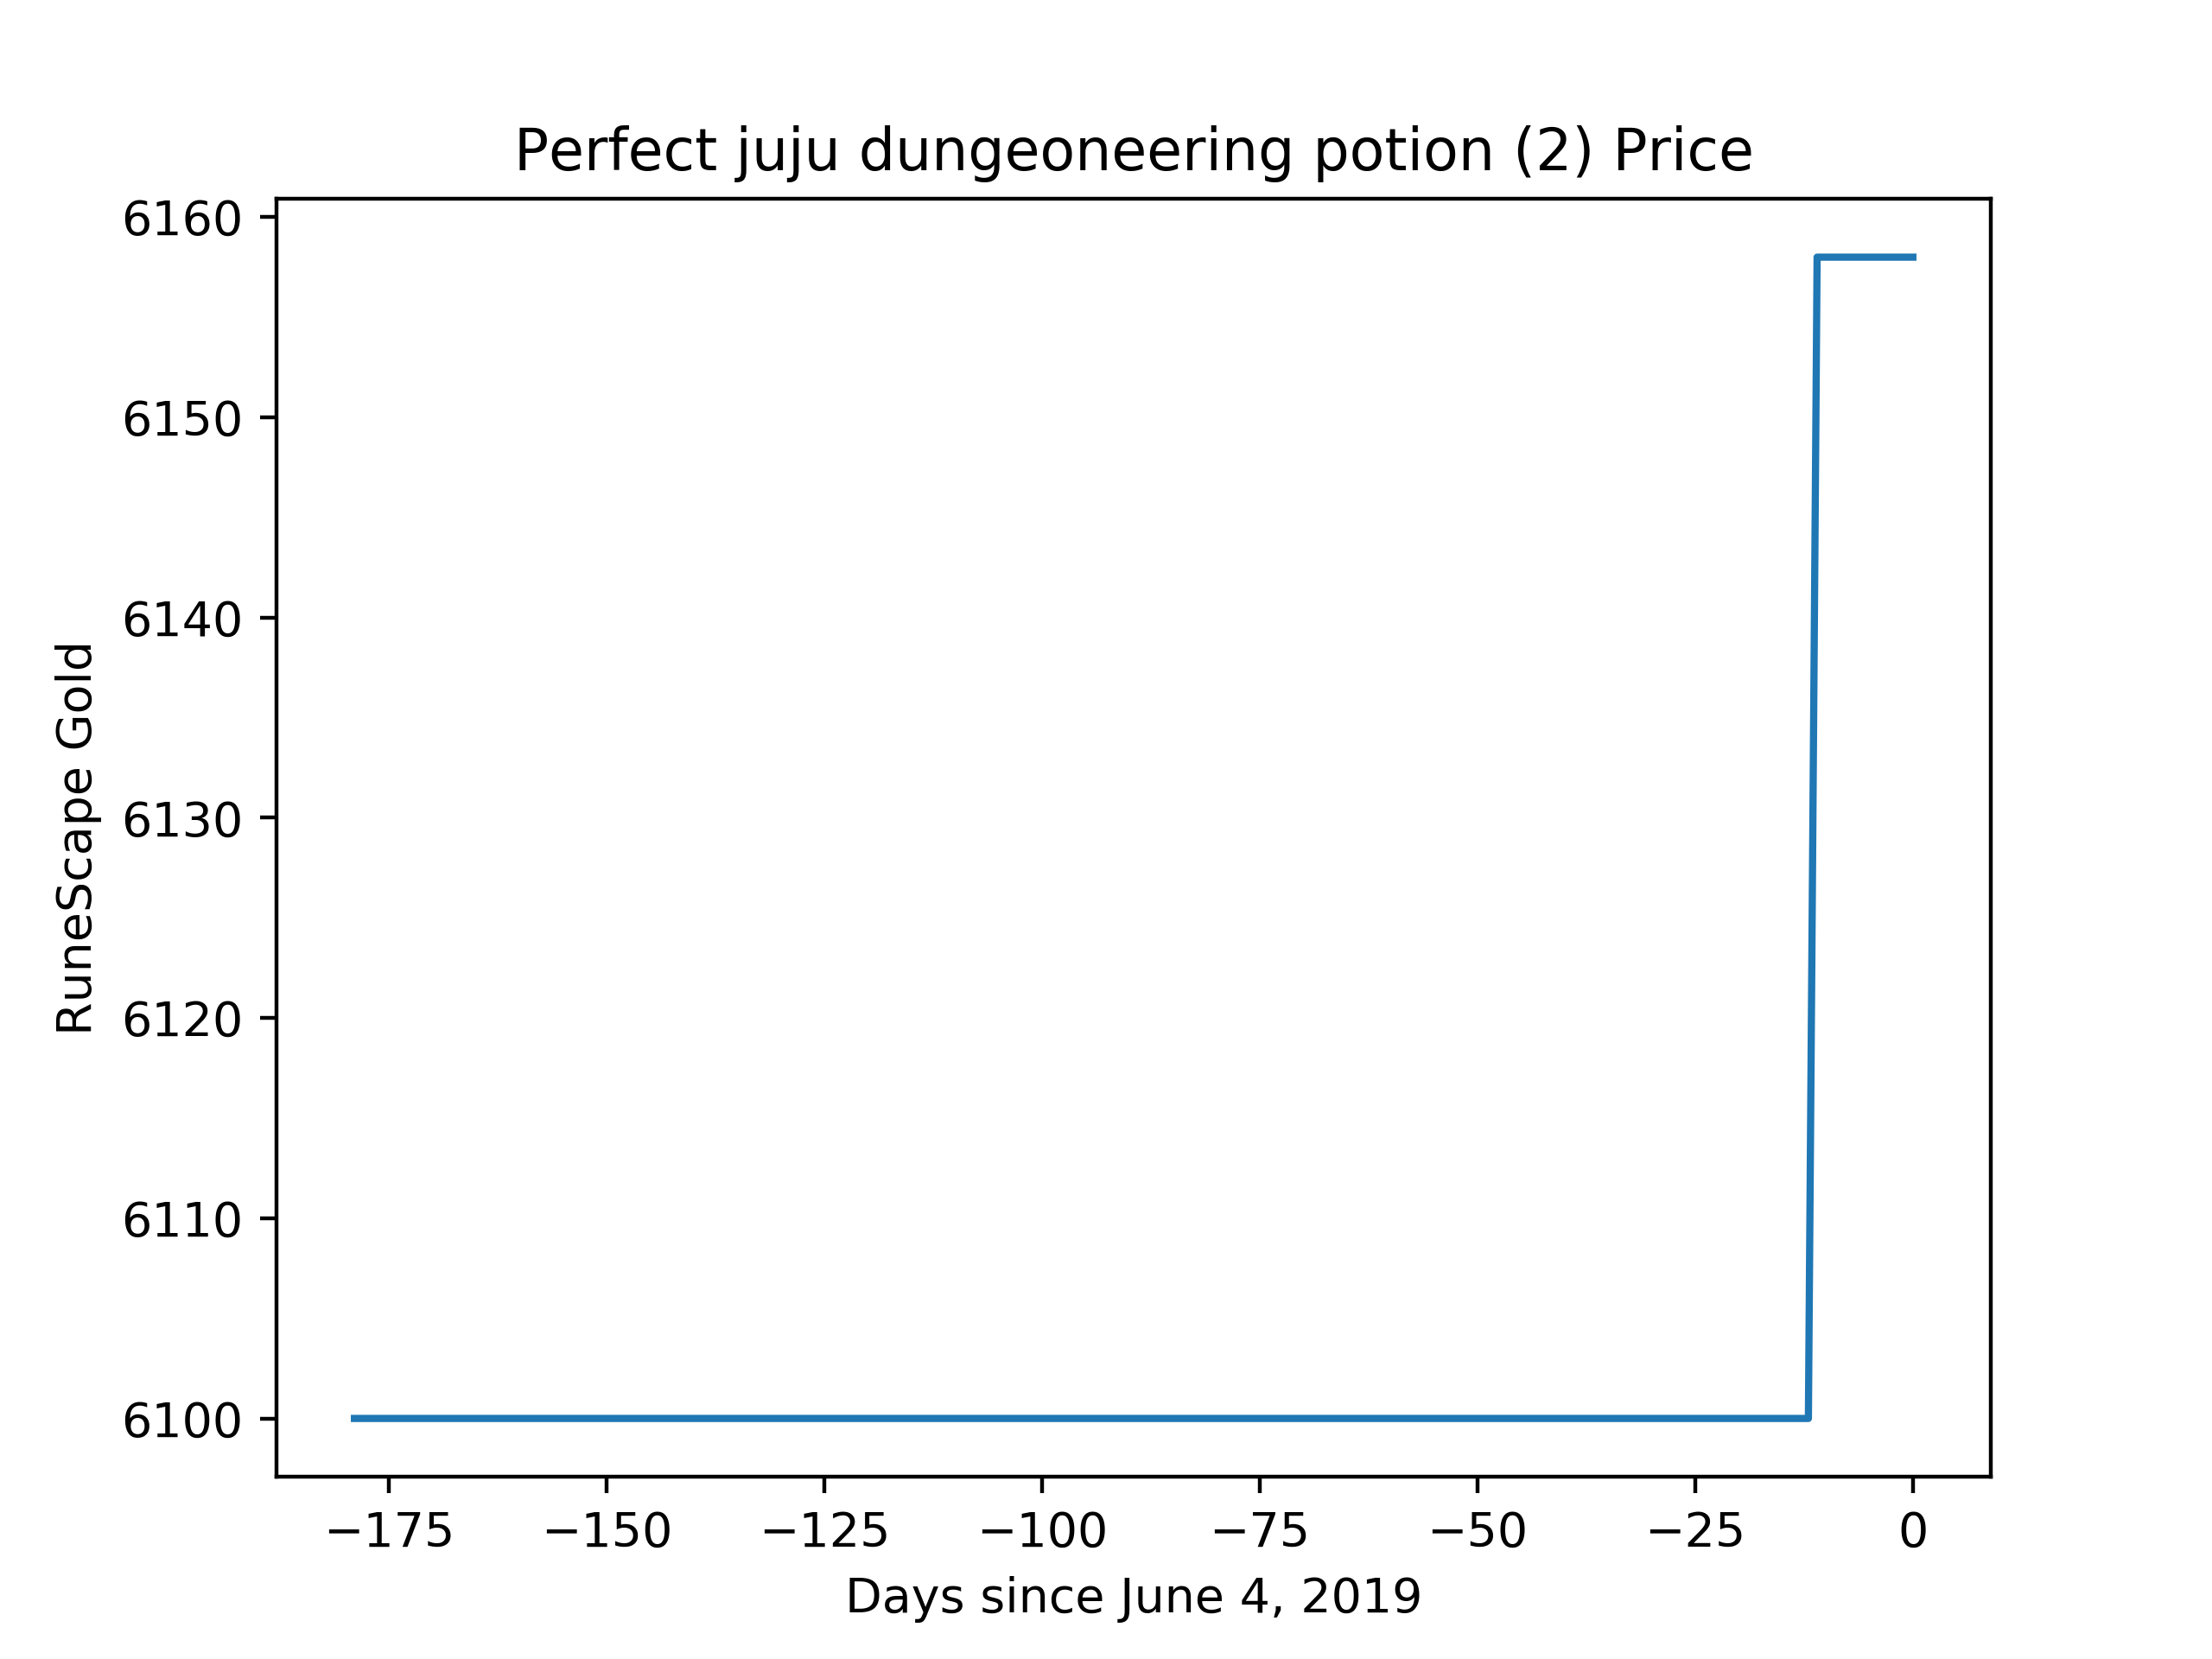 Perfect juju dungeoneering potion (2) Price
6160
6150
6140
6130
6120
6110
6100
RuneScape Gold
−175 −150 −125 −100 −75 −50 −25 0
Days since June 4, 2019